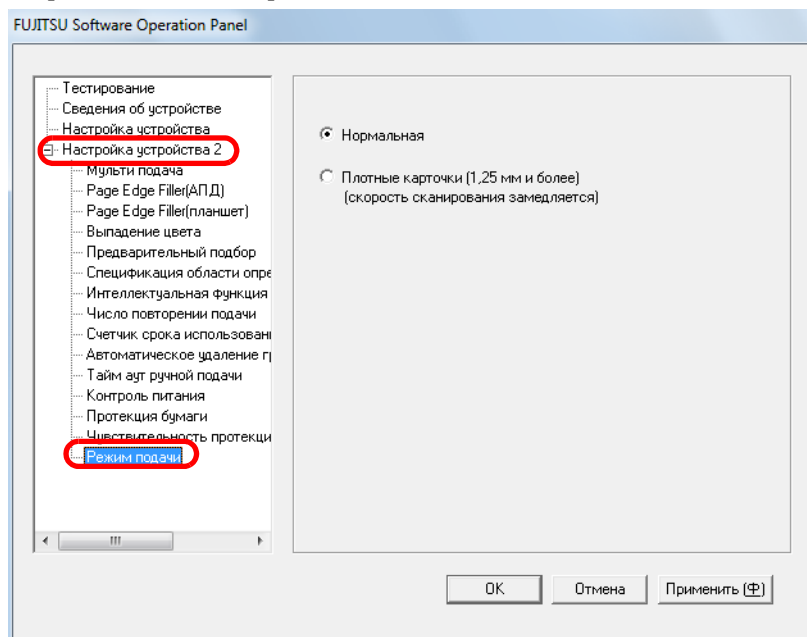 FUJITSU Software Operation Panel
Тестирование
Сведения об устройстве
Настройка устройства
Настройка устройства 2
Мульти подача
Page Edge Filler(АПД)
Page Edge Filler(планшет)
Выпадение цвета
Предварительный подбор
Спецификация области опре
Интеллектуальная функция
Число повторении подачи
Счетчик срока использовани
Автоматическое удаление гр
Тайм аут ручной подачи
Контроль питания
Протекция бумаги
Чувствительность протекци
Режим подачи
Нормальная
Плотные карточки (1,25 мм и более)
(скорость сканирования замедляется)
OK Отмена Применить (Ф)